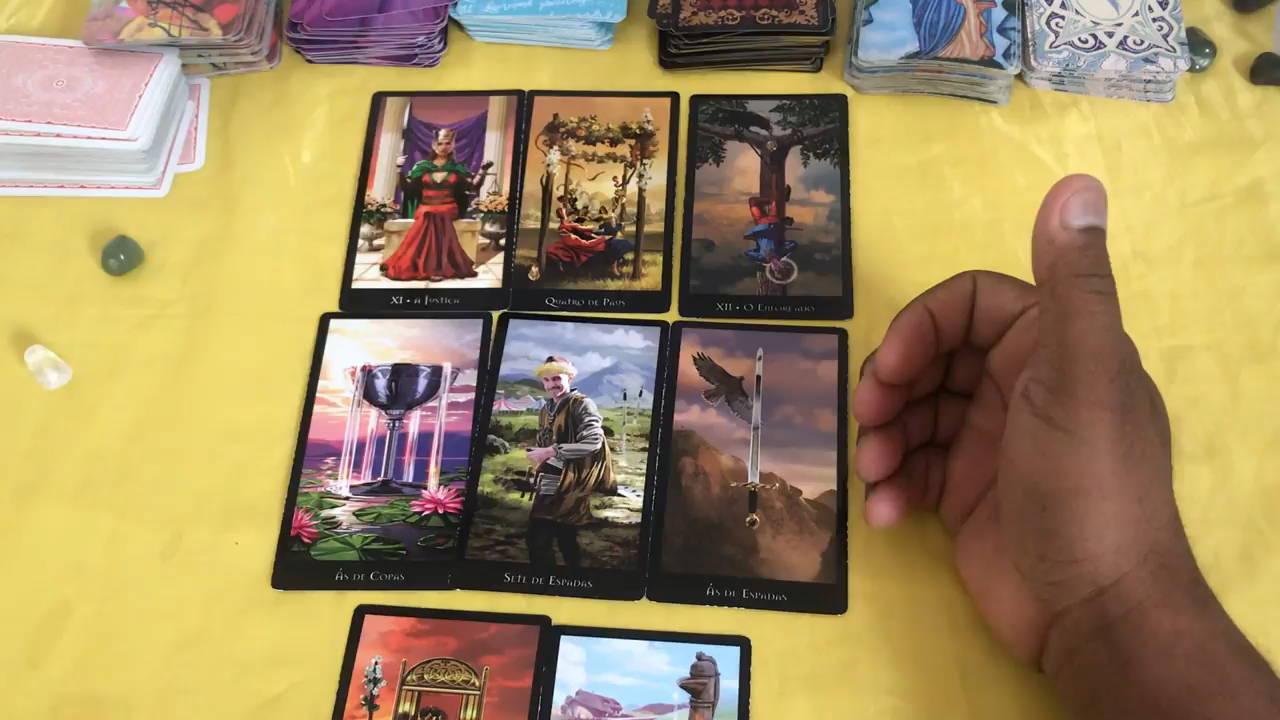 XI • A Justiça
Quatro de Paus
XII • O Enforcado
Ás de Copas
Sete de Espadas
Ás de Espadas